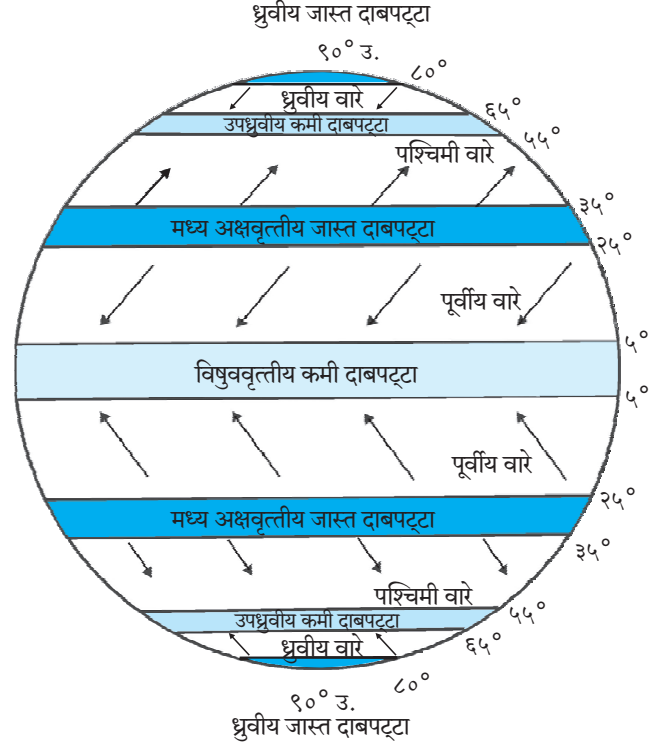 ध्रुवीय जास्त दाबपट्टा
९०° उ.
८०°
ध्रुवीय वारे
६५°
उपध्रुवीय कमी दाबपट्टा
५५°
पश्चिमी वारे
३५°
मध्य अक्षवृत्तीय जास्त दाबपट्टा
२५°
पूर्वीय वारे
५°
विषुववृत्तीय कमी दाबपट्टा
५°
पूर्वीय वारे
२५°
मध्य अक्षवृत्तीय जास्त दाबपट्टा
३५°
पश्चिमी वारे
५५°
उपध्रुवीय कमी दाबपट्टा
६५°
ध्रुवीय वारे
८०°
९०° उ.
ध्रुवीय जास्त दाबपट्टा